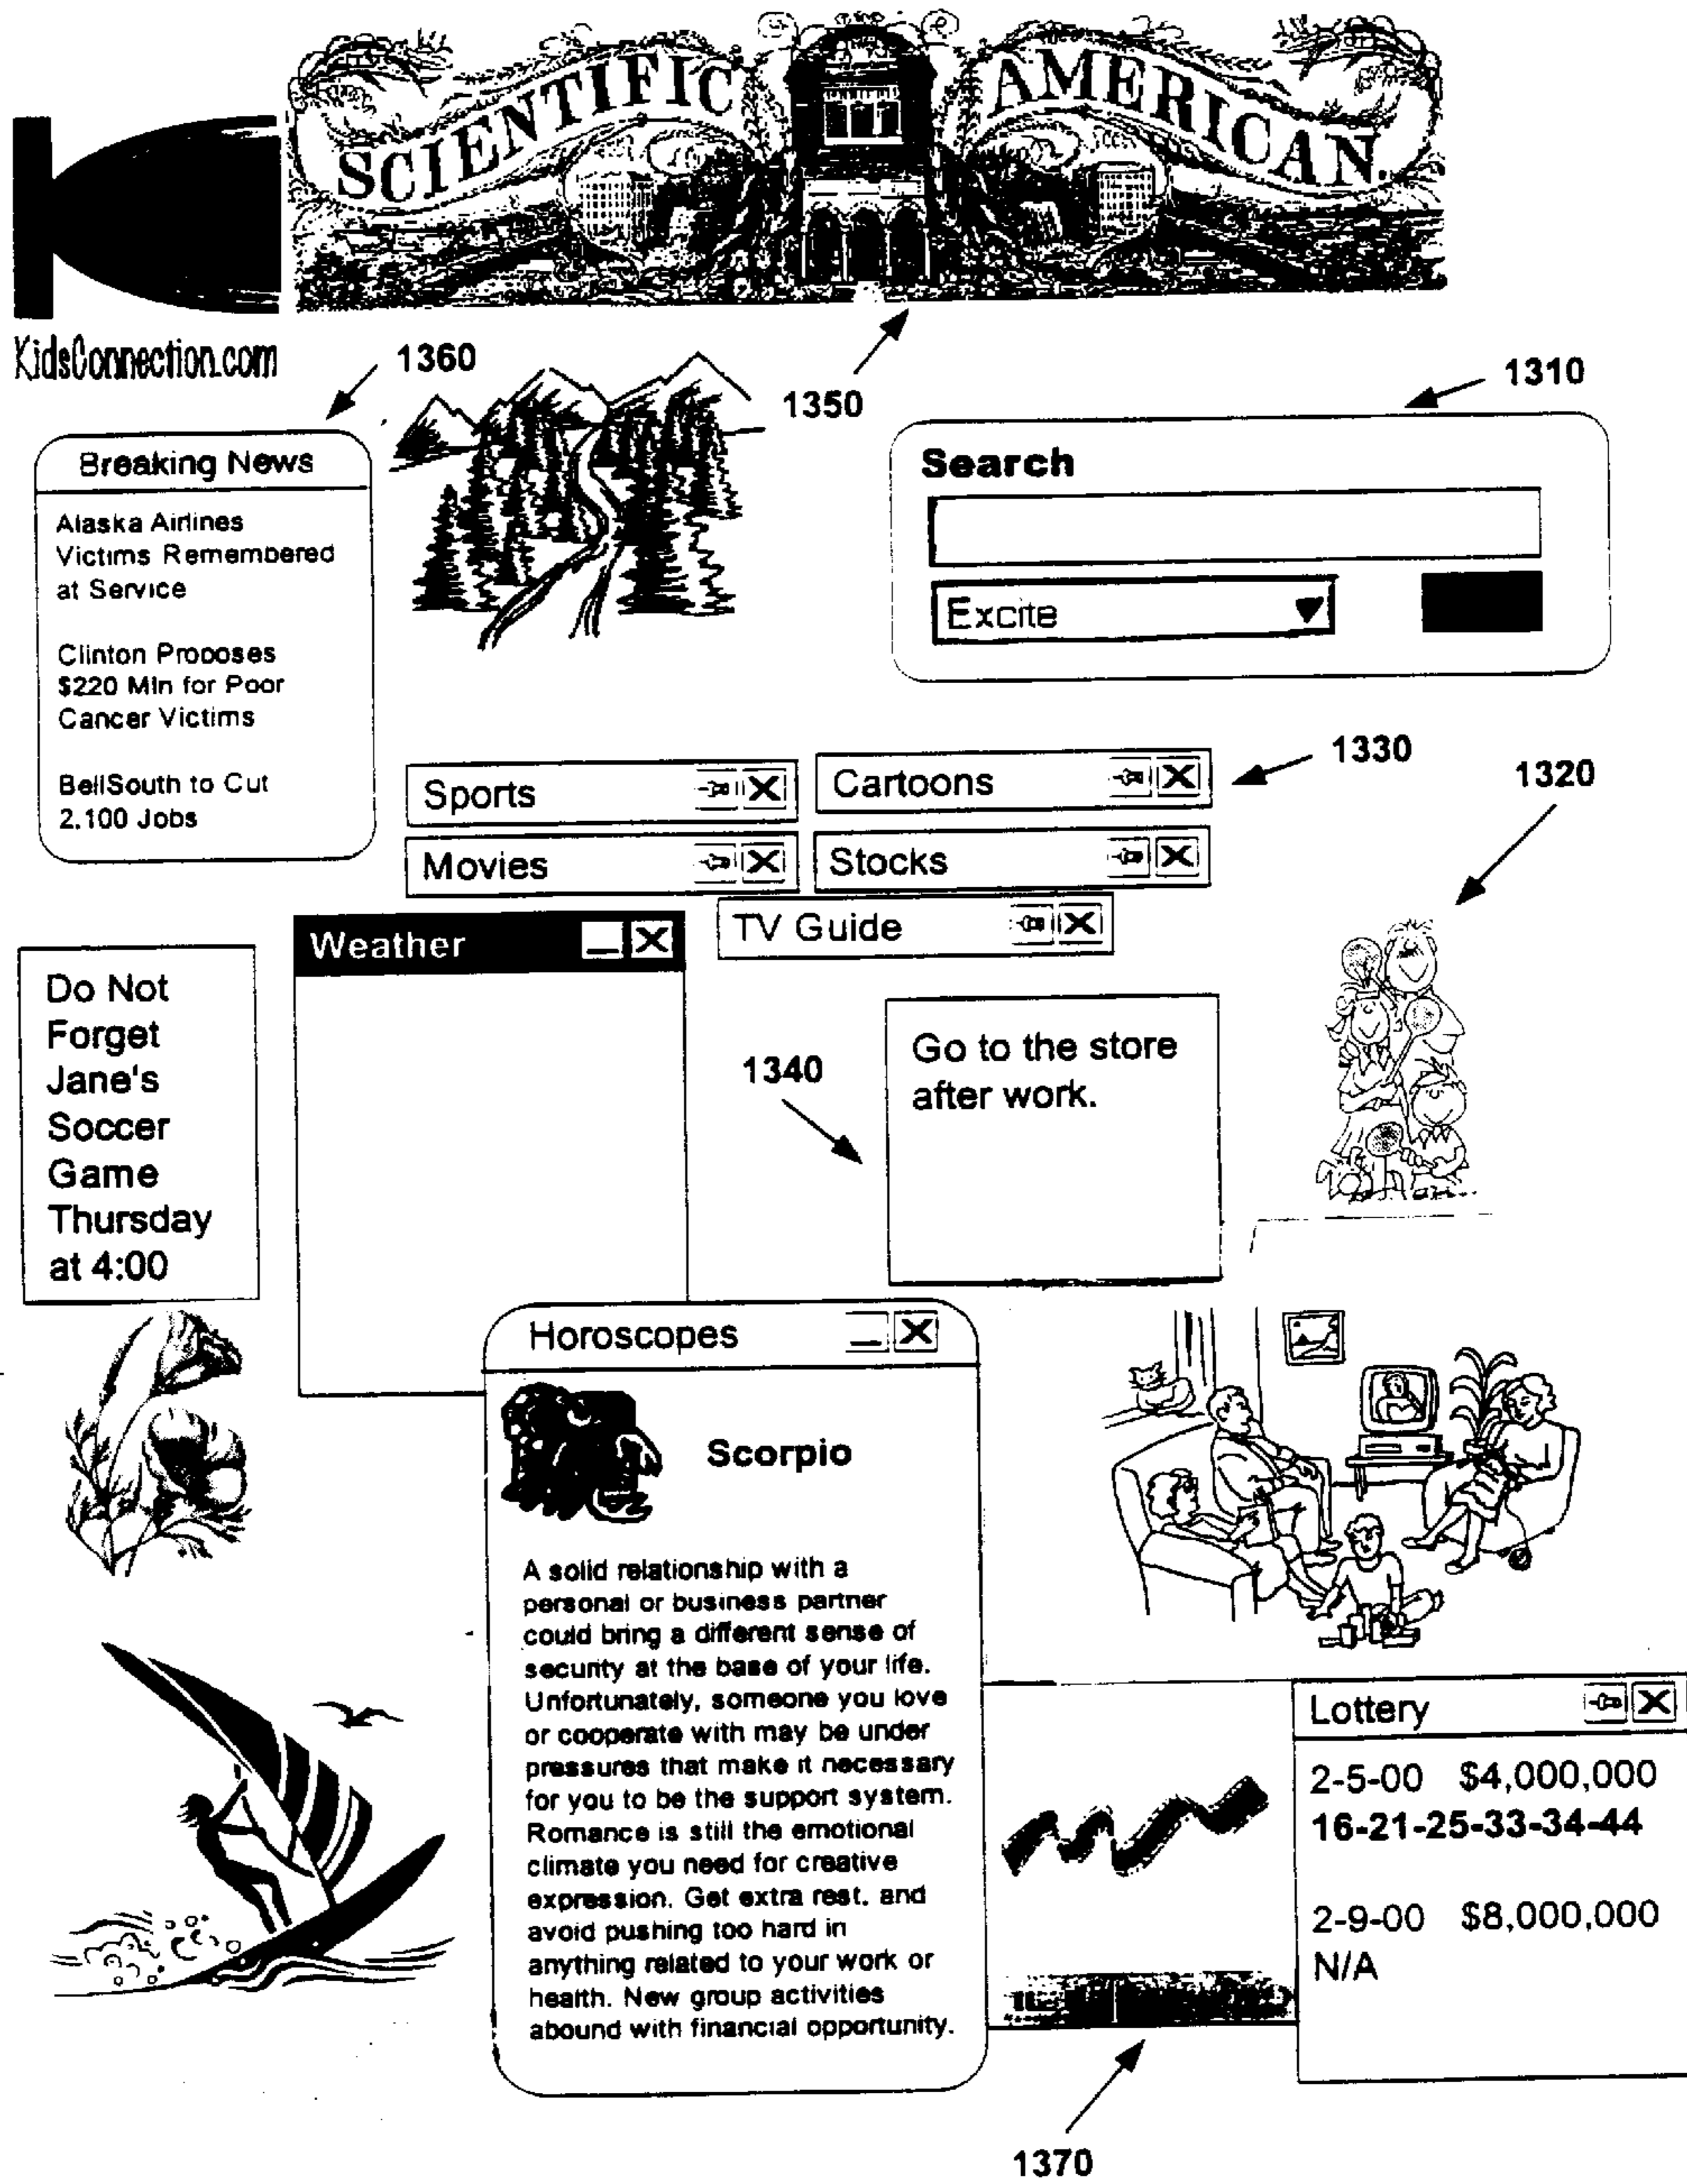 SCIENTIFIC AMERICAN.
KidsConnection.com
1360
1350
1310
Breaking News
Alaska Airlines
Victims Remembered
at Service
Clinton Proposes
$220 Mln for Poor
Cancer Victims
BellSouth to Cut
2,100 Jobs
Search
Excite
1330
1320
Sports
Cartoons
Movies
Stocks
TV Guide
Weather
Do Not
Forget
Jane's
Soccer
Game
Thursday
at 4:00
1340
Go to the store
after work.
Horoscopes
Scorpio
A solid relationship with a
personal or business partner
could bring a different sense of
security at the base of your life.
Unfortunately, someone you love
or cooperate with may be under
pressures that make it necessary
for you to be the support system.
Romance is still the emotional
climate you need for creative
expression. Get extra rest, and
avoid pushing too hard in
anything related to your work or
health. New group activities
abound with financial opportunity.
Lottery
2-5-00 $4,000,000
16-21-25-33-34-44
2-9-00 $8,000,000
N/A
1370